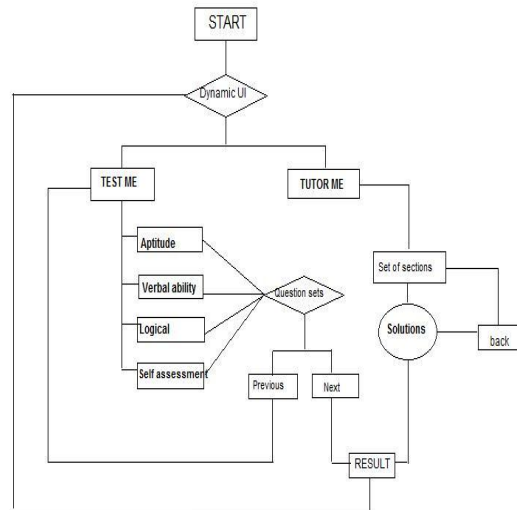 START
Dynamic UI
TEST ME
TUTOR ME
Aptitude
Verbal ability
Logical
Self assessment
Question sets
Set of sections
Solutions
back
Previous
Next
RESULT